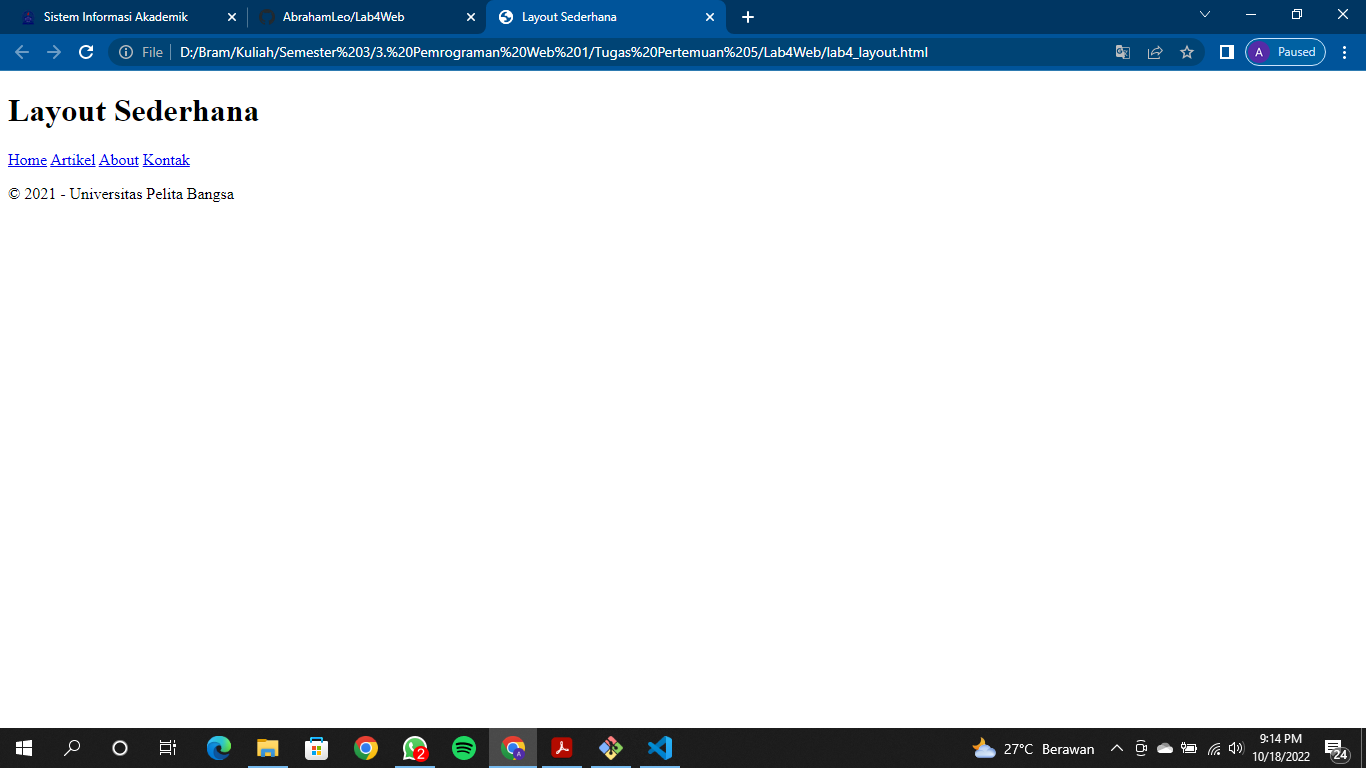 Sistem Informasi Akademik
AbrahamLeo/Lab4Web
Layout Sederhana
File
D:/Bram/Kuliah/Semester%203/3.%20Pemrograman%20Web%201/Tugas%20Pertemuan%205/Lab4Web/lab4_layout.html
A
Paused
Layout Sederhana
Home Artikel About Kontak
© 2021 - Universitas Pelita Bangsa
2
A
27°C Berawan
9:14 PM
10/18/2022
24